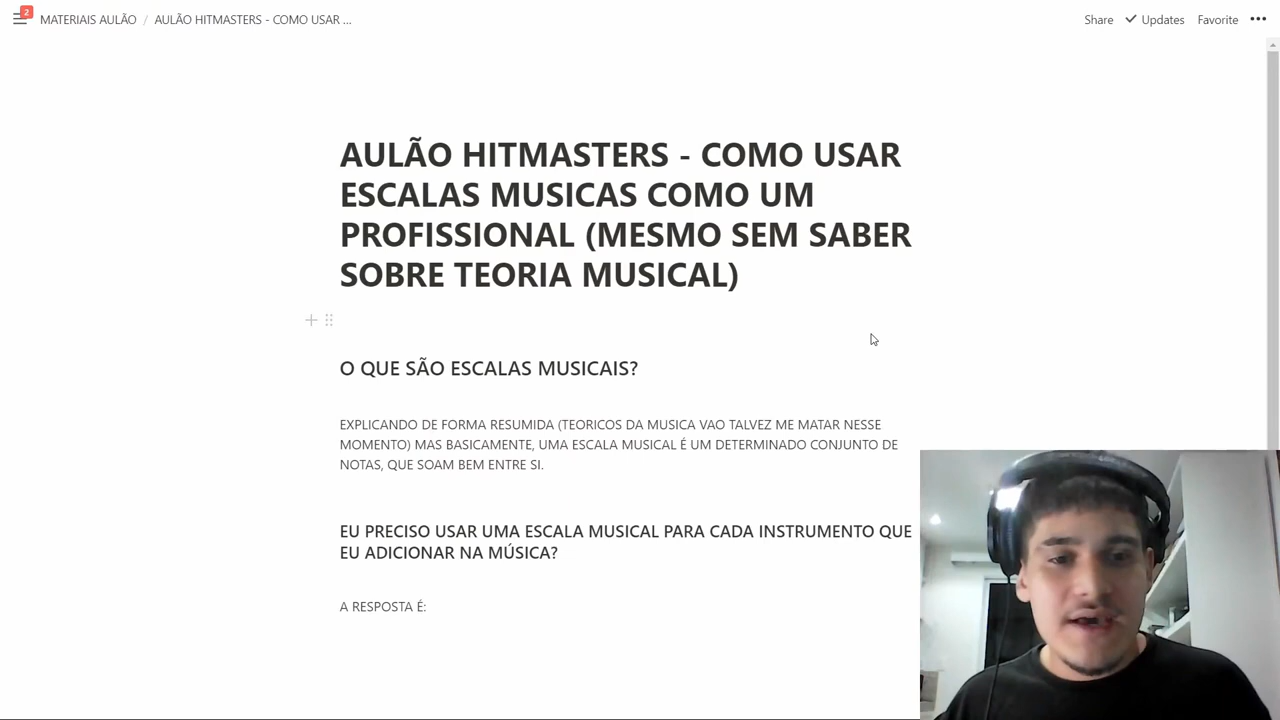 2
MATERIAIS AULÃO / AULÃO HITMASTERS - COMO USAR ...
Share Updates Favorite
AULÃO HITMASTERS - COMO USAR
ESCALAS MUSICAS COMO UM
PROFISSIONAL (MESMO SEM SABER
SOBRE TEORIA MUSICAL)
O QUE SÃO ESCALAS MUSICAIS?
EXPLICANDO DE FORMA RESUMIDA (TEORICOS DA MUSICA VAO TALVEZ ME MATAR NESSE
MOMENTO) MAS BASICAMENTE, UMA ESCALA MUSICAL É UM DETERMINADO CONJUNTO DE
NOTAS, QUE SOAM BEM ENTRE SI.
EU PRECISO USAR UMA ESCALA MUSICAL PARA CADA INSTRUMENTO QUE
EU ADICIONAR NA MÚSICA?
A RESPOSTA É: